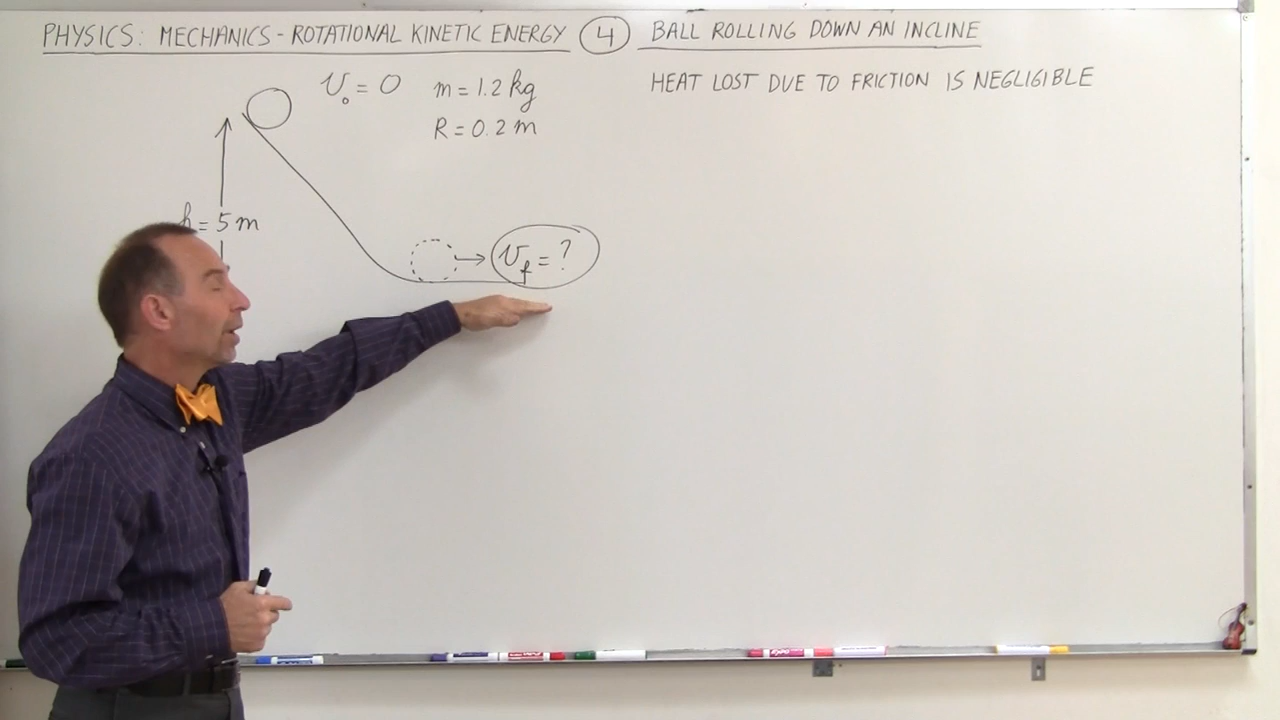 PHYSICS: MECHANICS - ROTATIONAL KINETIC ENERGY 4 BALL ROLLING DOWN AN INCLINE
HEAT LOST DUE TO FRICTION IS NEGLIGIBLE
v₀ = 0
m = 1.2 kg
R = 0.2 m
h = 5 m
v_f = ?